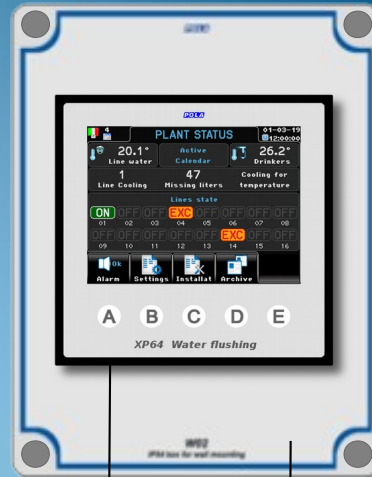 POLA
4 PLANT STATUS 01-03-19
12:00:00
20.1° Active 26.2°
Line water Calendar Drinkers
1 47 Cooling for
Line Cooling Missing liters temperature
Lines state
ON OFF OFF EXC OFF OFF OFF OFF
01 02 03 04 05 06 07 08
OFF OFF OFF OFF OFF EXC OFF OFF
09 10 11 12 13 14 15 16
Ok
Alarm Settings Installat Archive
A B C D E
XP64 Water flushing
W02
IP64 box for wall mounting